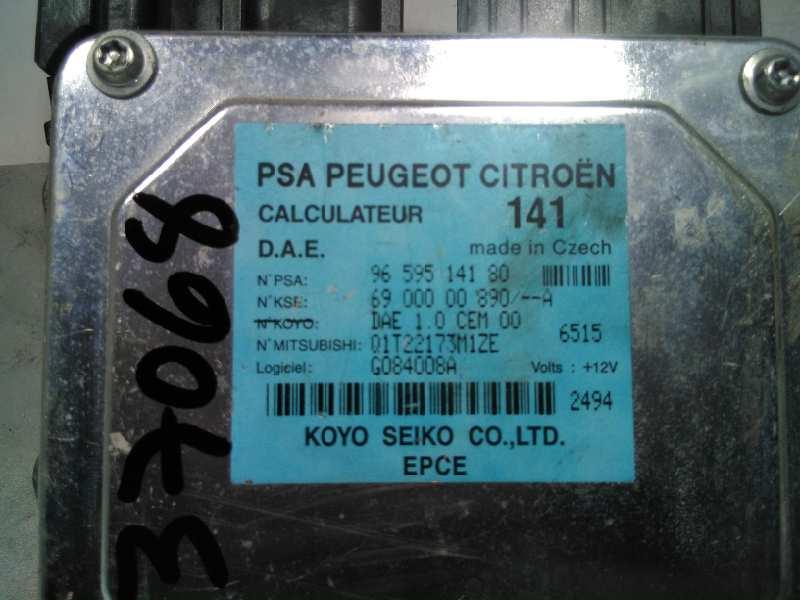 PSA PEUGEOT CITROËN
CALCULATEUR 141
D.A.E. made in Czech
N°PSA: 96 595 141 80
N°KSE: 69 000 00 890/--A
N°KOYO: DAE 1.0 CEM 00
N°MITSUBISHI: Q1T22173M1ZE 6515
Logiciel: G084008A Volts : +12V
2494
KOYO SEIKO CO.,LTD.
EPCE
37068